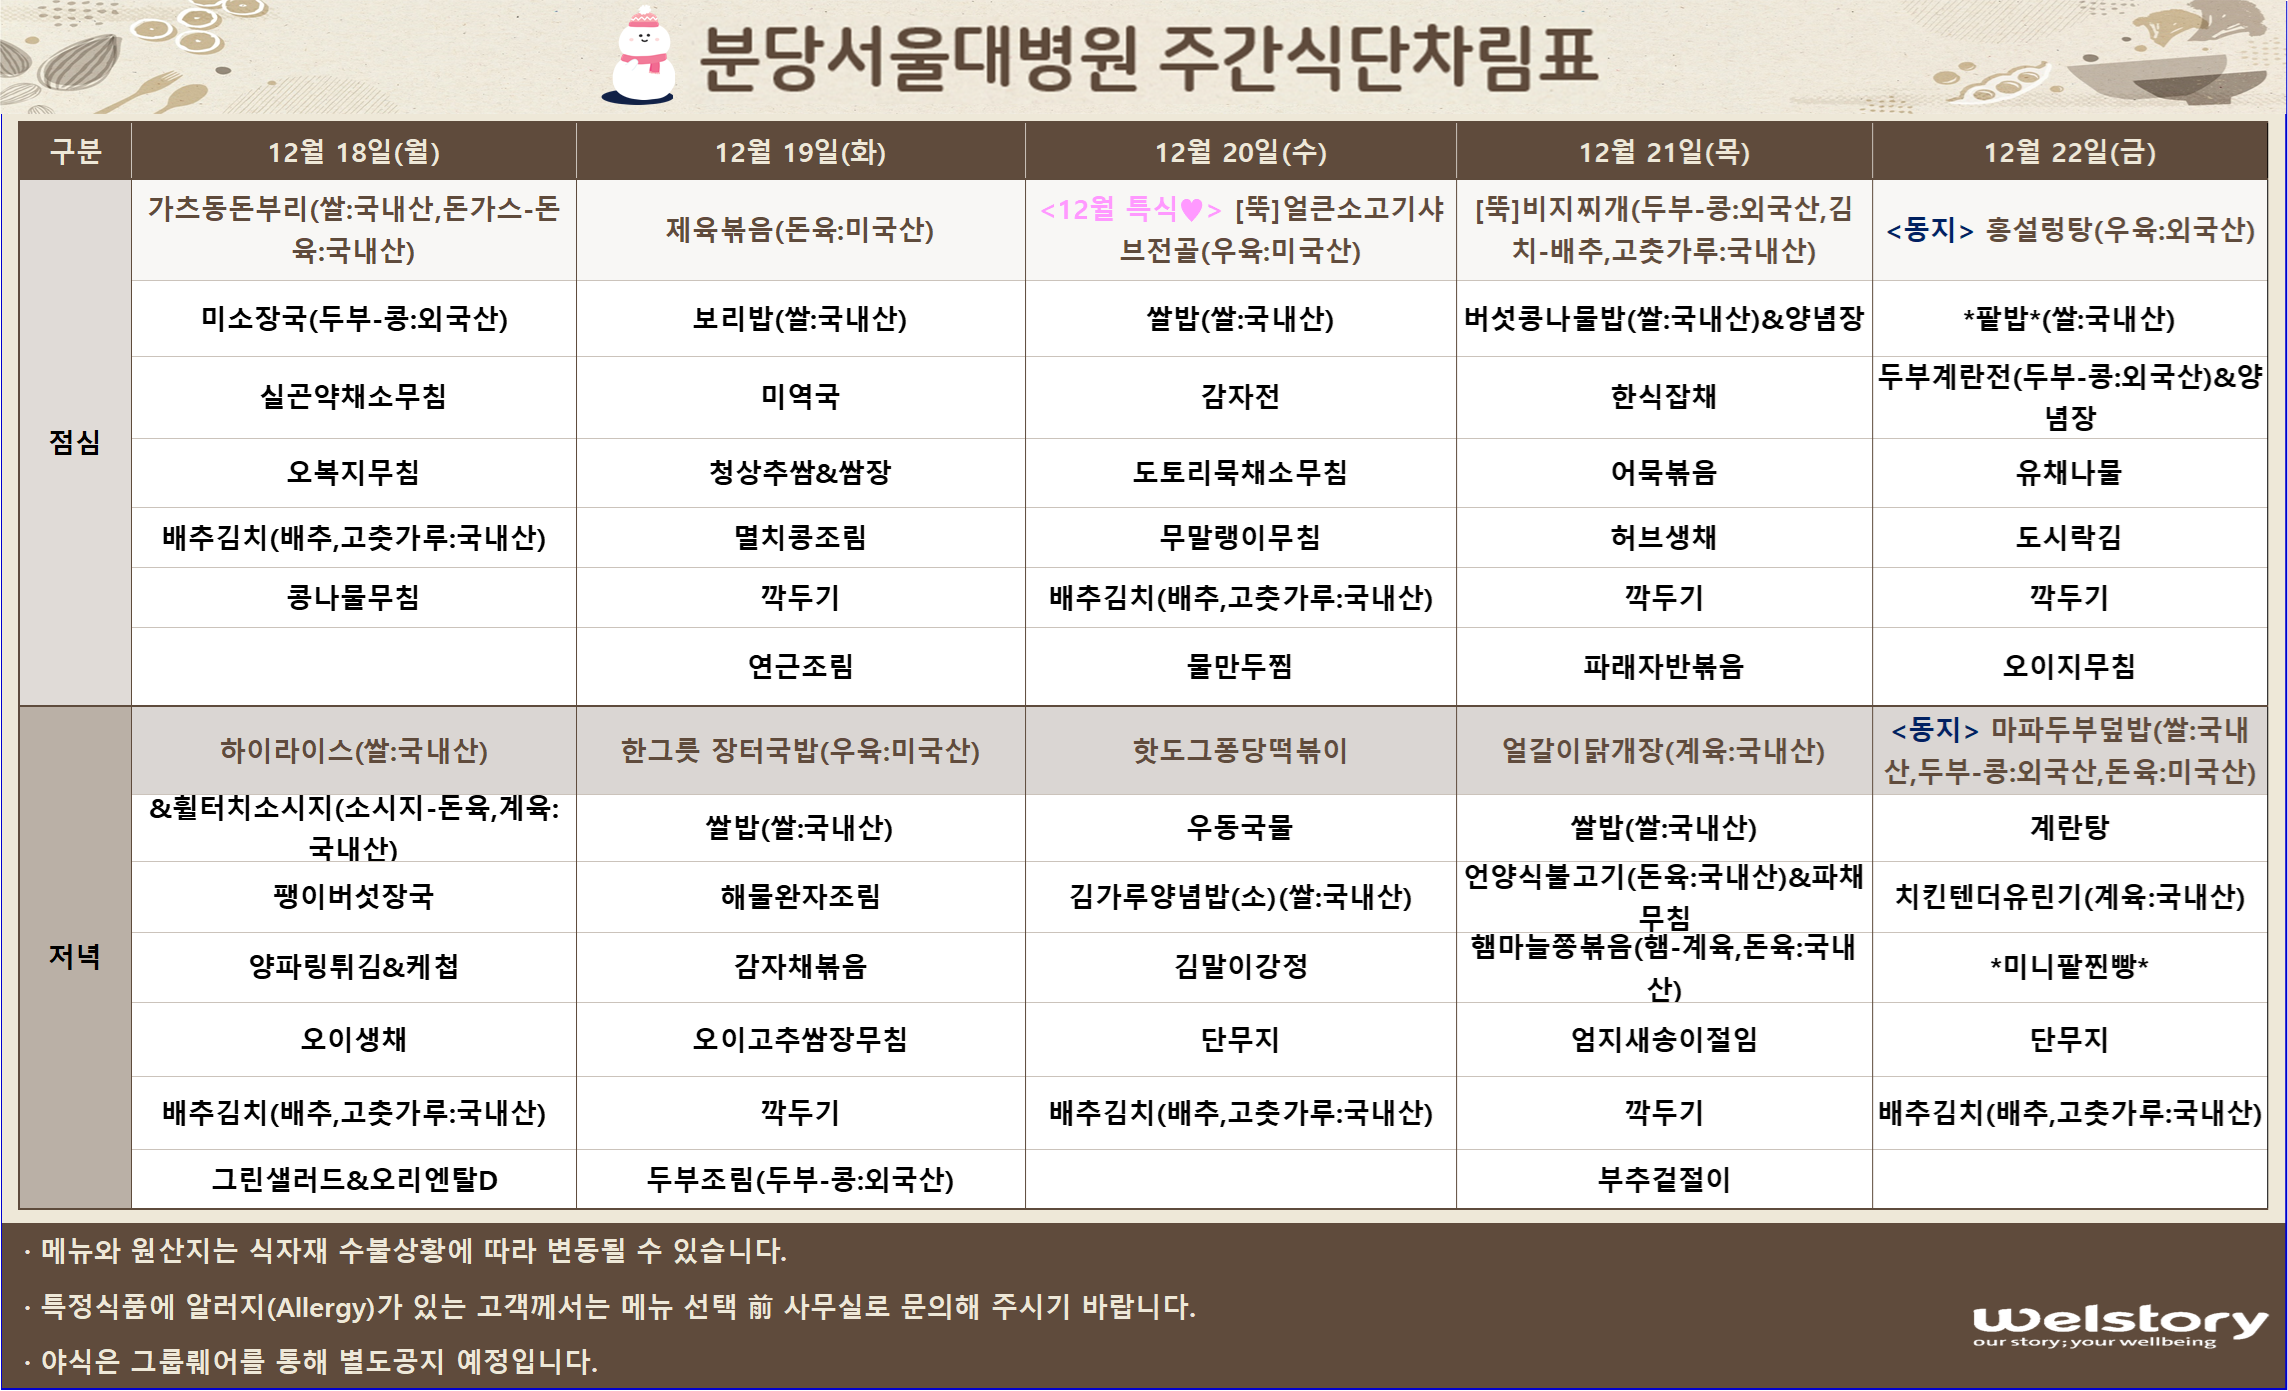 분당서울대병원 주간식단차림표
구분
12월 18일(월)
12월 19일(화)
12월 20일(수)
12월 21일(목)
12월 22일(금)
점심
가츠동돈부리(쌀:국내산,돈가스-돈
육:국내산)
제육볶음(돈육:미국산)
<12월 특식♥> [뚝]얼큰소고기샤
브전골(우육:미국산)
[뚝]비지찌개(두부-콩:외국산,김
치-배추,고춧가루:국내산)
<동지> 홍설렁탕(우육:외국산)
미소장국(두부-콩:외국산)
보리밥(쌀:국내산)
쌀밥(쌀:국내산)
버섯콩나물밥(쌀:국내산)&양념장
*팥밥*(쌀:국내산)
실곤약채소무침
미역국
감자전
한식잡채
두부계란전(두부-콩:외국산)&양
념장
오복지무침
청상추쌈&쌈장
도토리묵채소무침
어묵볶음
유채나물
배추김치(배추,고춧가루:국내산)
멸치콩조림
무말랭이무침
허브생채
도시락김
콩나물무침
깍두기
배추김치(배추,고춧가루:국내산)
깍두기
깍두기
연근조림
물만두찜
파래자반볶음
오이지무침
저녁
하이라이스(쌀:국내산)
한그릇 장터국밥(우육:미국산)
핫도그퐁당떡볶이
얼갈이닭개장(계육:국내산)
<동지> 마파두부덮밥(쌀:국내
산,두부-콩:외국산,돈육:미국산)
&휠터치소시지(소시지-돈육,계육:
국내산)
쌀밥(쌀:국내산)
우동국물
쌀밥(쌀:국내산)
계란탕
팽이버섯장국
해물완자조림
김가루양념밥(소)(쌀:국내산)
언양식불고기(돈육:국내산)&파채
무침
치킨텐더유린기(계육:국내산)
양파링튀김&케첩
감자채볶음
김말이강정
햄마늘쫑볶음(햄-계육,돈육:국내
산)
*미니팥찐빵*
오이생채
오이고추쌈장무침
단무지
엄지새송이절임
단무지
배추김치(배추,고춧가루:국내산)
깍두기
배추김치(배추,고춧가루:국내산)
깍두기
배추김치(배추,고춧가루:국내산)
그린샐러드&오리엔탈D
두부조림(두부-콩:외국산)
부추겉절이
· 메뉴와 원산지는 식자재 수불상황에 따라 변동될 수 있습니다.
· 특정식품에 알러지(Allergy)가 있는 고객께서는 메뉴 선택 前 사무실로 문의해 주시기 바랍니다.
· 야식은 그룹뤠어를 통해 별도공지 예정입니다.
welstory
our story; your wellbeing